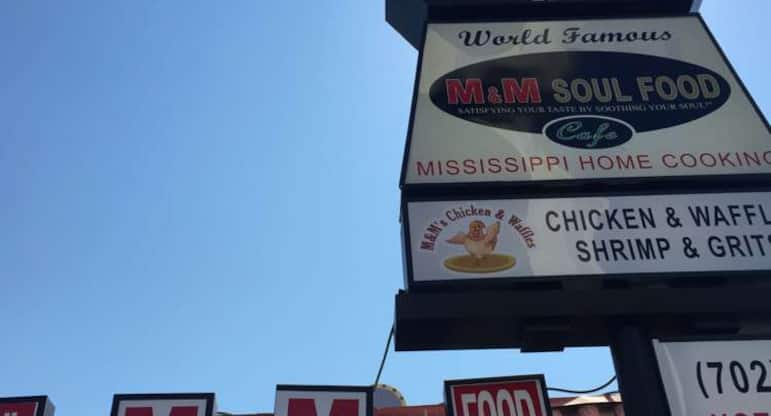 World Famous
M&M SOUL FOOD
SATISFYING YOUR TASTE BY SOOTHING YOUR SOUL!"
Cafe
MISSISSIPPI HOME COOKING
M&M's Chicken & Waffles
CHICKEN & WAFFL
SHRIMP & GRITS
(702
M
M
FOOD